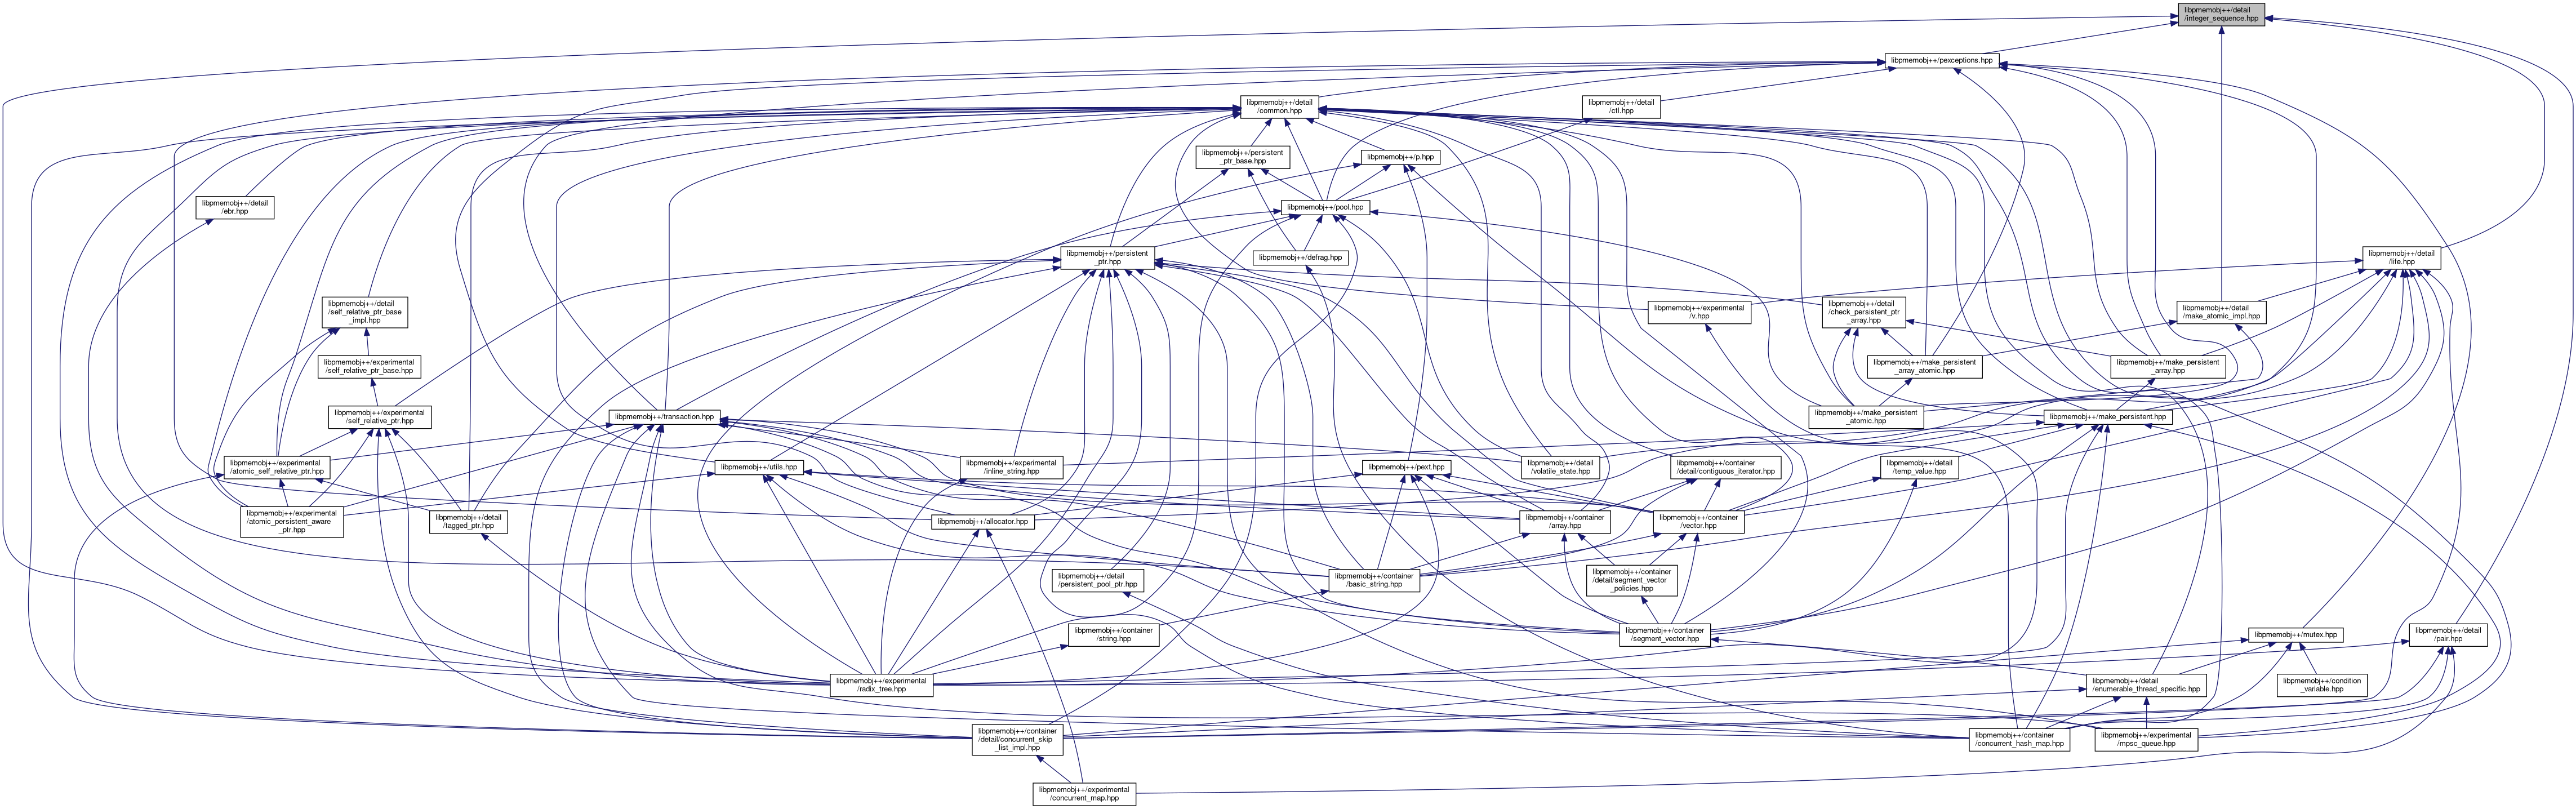 libpmemobj++/detail
/integer_sequence.hpp
libpmemobj++/pexceptions.hpp
libpmemobj++/detail
/common.hpp
libpmemobj++/detail
/ctl.hpp
libpmemobj++/persistent
_ptr_base.hpp
libpmemobj++/p.hpp
libpmemobj++/detail
/ebr.hpp
libpmemobj++/pool.hpp
libpmemobj++/persistent
_ptr.hpp
libpmemobj++/defrag.hpp
libpmemobj++/detail
/life.hpp
libpmemobj++/detail
/self_relative_ptr_base
_impl.hpp
libpmemobj++/experimental
/v.hpp
libpmemobj++/detail
/check_persistent_ptr
_array.hpp
libpmemobj++/detail
/make_atomic_impl.hpp
libpmemobj++/experimental
/self_relative_ptr_base.hpp
libpmemobj++/make_persistent
_array_atomic.hpp
libpmemobj++/make_persistent
_array.hpp
libpmemobj++/experimental
/self_relative_ptr.hpp
libpmemobj++/transaction.hpp
libpmemobj++/make_persistent
_atomic.hpp
libpmemobj++/make_persistent.hpp
libpmemobj++/experimental
/atomic_self_relative_ptr.hpp
libpmemobj++/utils.hpp
libpmemobj++/experimental
/inline_string.hpp
libpmemobj++/pext.hpp
libpmemobj++/detail
/volatile_state.hpp
libpmemobj++/container
/detail/contiguous_iterator.hpp
libpmemobj++/detail
/temp_value.hpp
libpmemobj++/experimental
/atomic_persistent_aware
_ptr.hpp
libpmemobj++/detail
/tagged_ptr.hpp
libpmemobj++/allocator.hpp
libpmemobj++/container
/array.hpp
libpmemobj++/container
/vector.hpp
libpmemobj++/detail
/persistent_pool_ptr.hpp
libpmemobj++/container
/basic_string.hpp
libpmemobj++/container
/detail/segment_vector
_policies.hpp
libpmemobj++/container
/string.hpp
libpmemobj++/container
/segment_vector.hpp
libpmemobj++/mutex.hpp
libpmemobj++/detail
/pair.hpp
libpmemobj++/experimental
/radix_tree.hpp
libpmemobj++/detail
/enumerable_thread_specific.hpp
libpmemobj++/condition
_variable.hpp
libpmemobj++/container
/detail/concurrent_skip
_list_impl.hpp
libpmemobj++/container
/concurrent_hash_map.hpp
libpmemobj++/experimental
/mpsc_queue.hpp
libpmemobj++/experimental
/concurrent_map.hpp